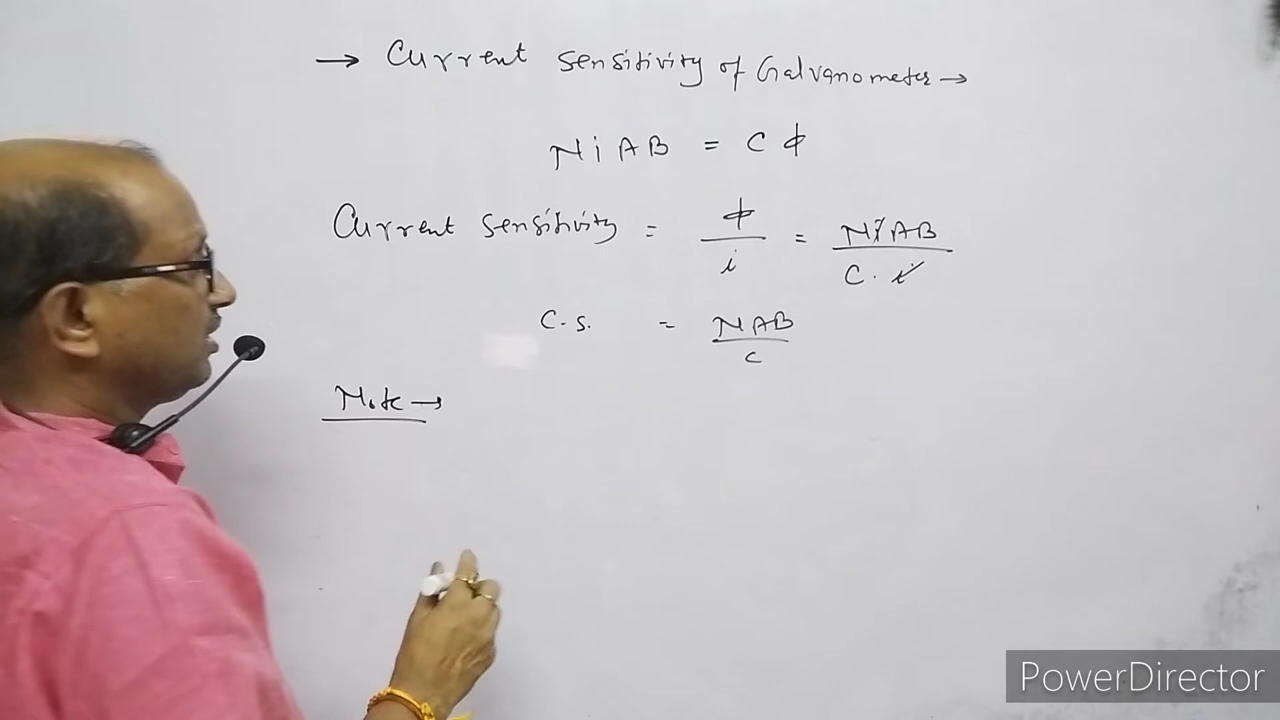 → Current sensitivity of Galvanometer →
NiAB = Cϕ
Current sensitivity = ϕ/i = NiAB/C.i
C.S. = NAB/C
Note →
PowerDirector